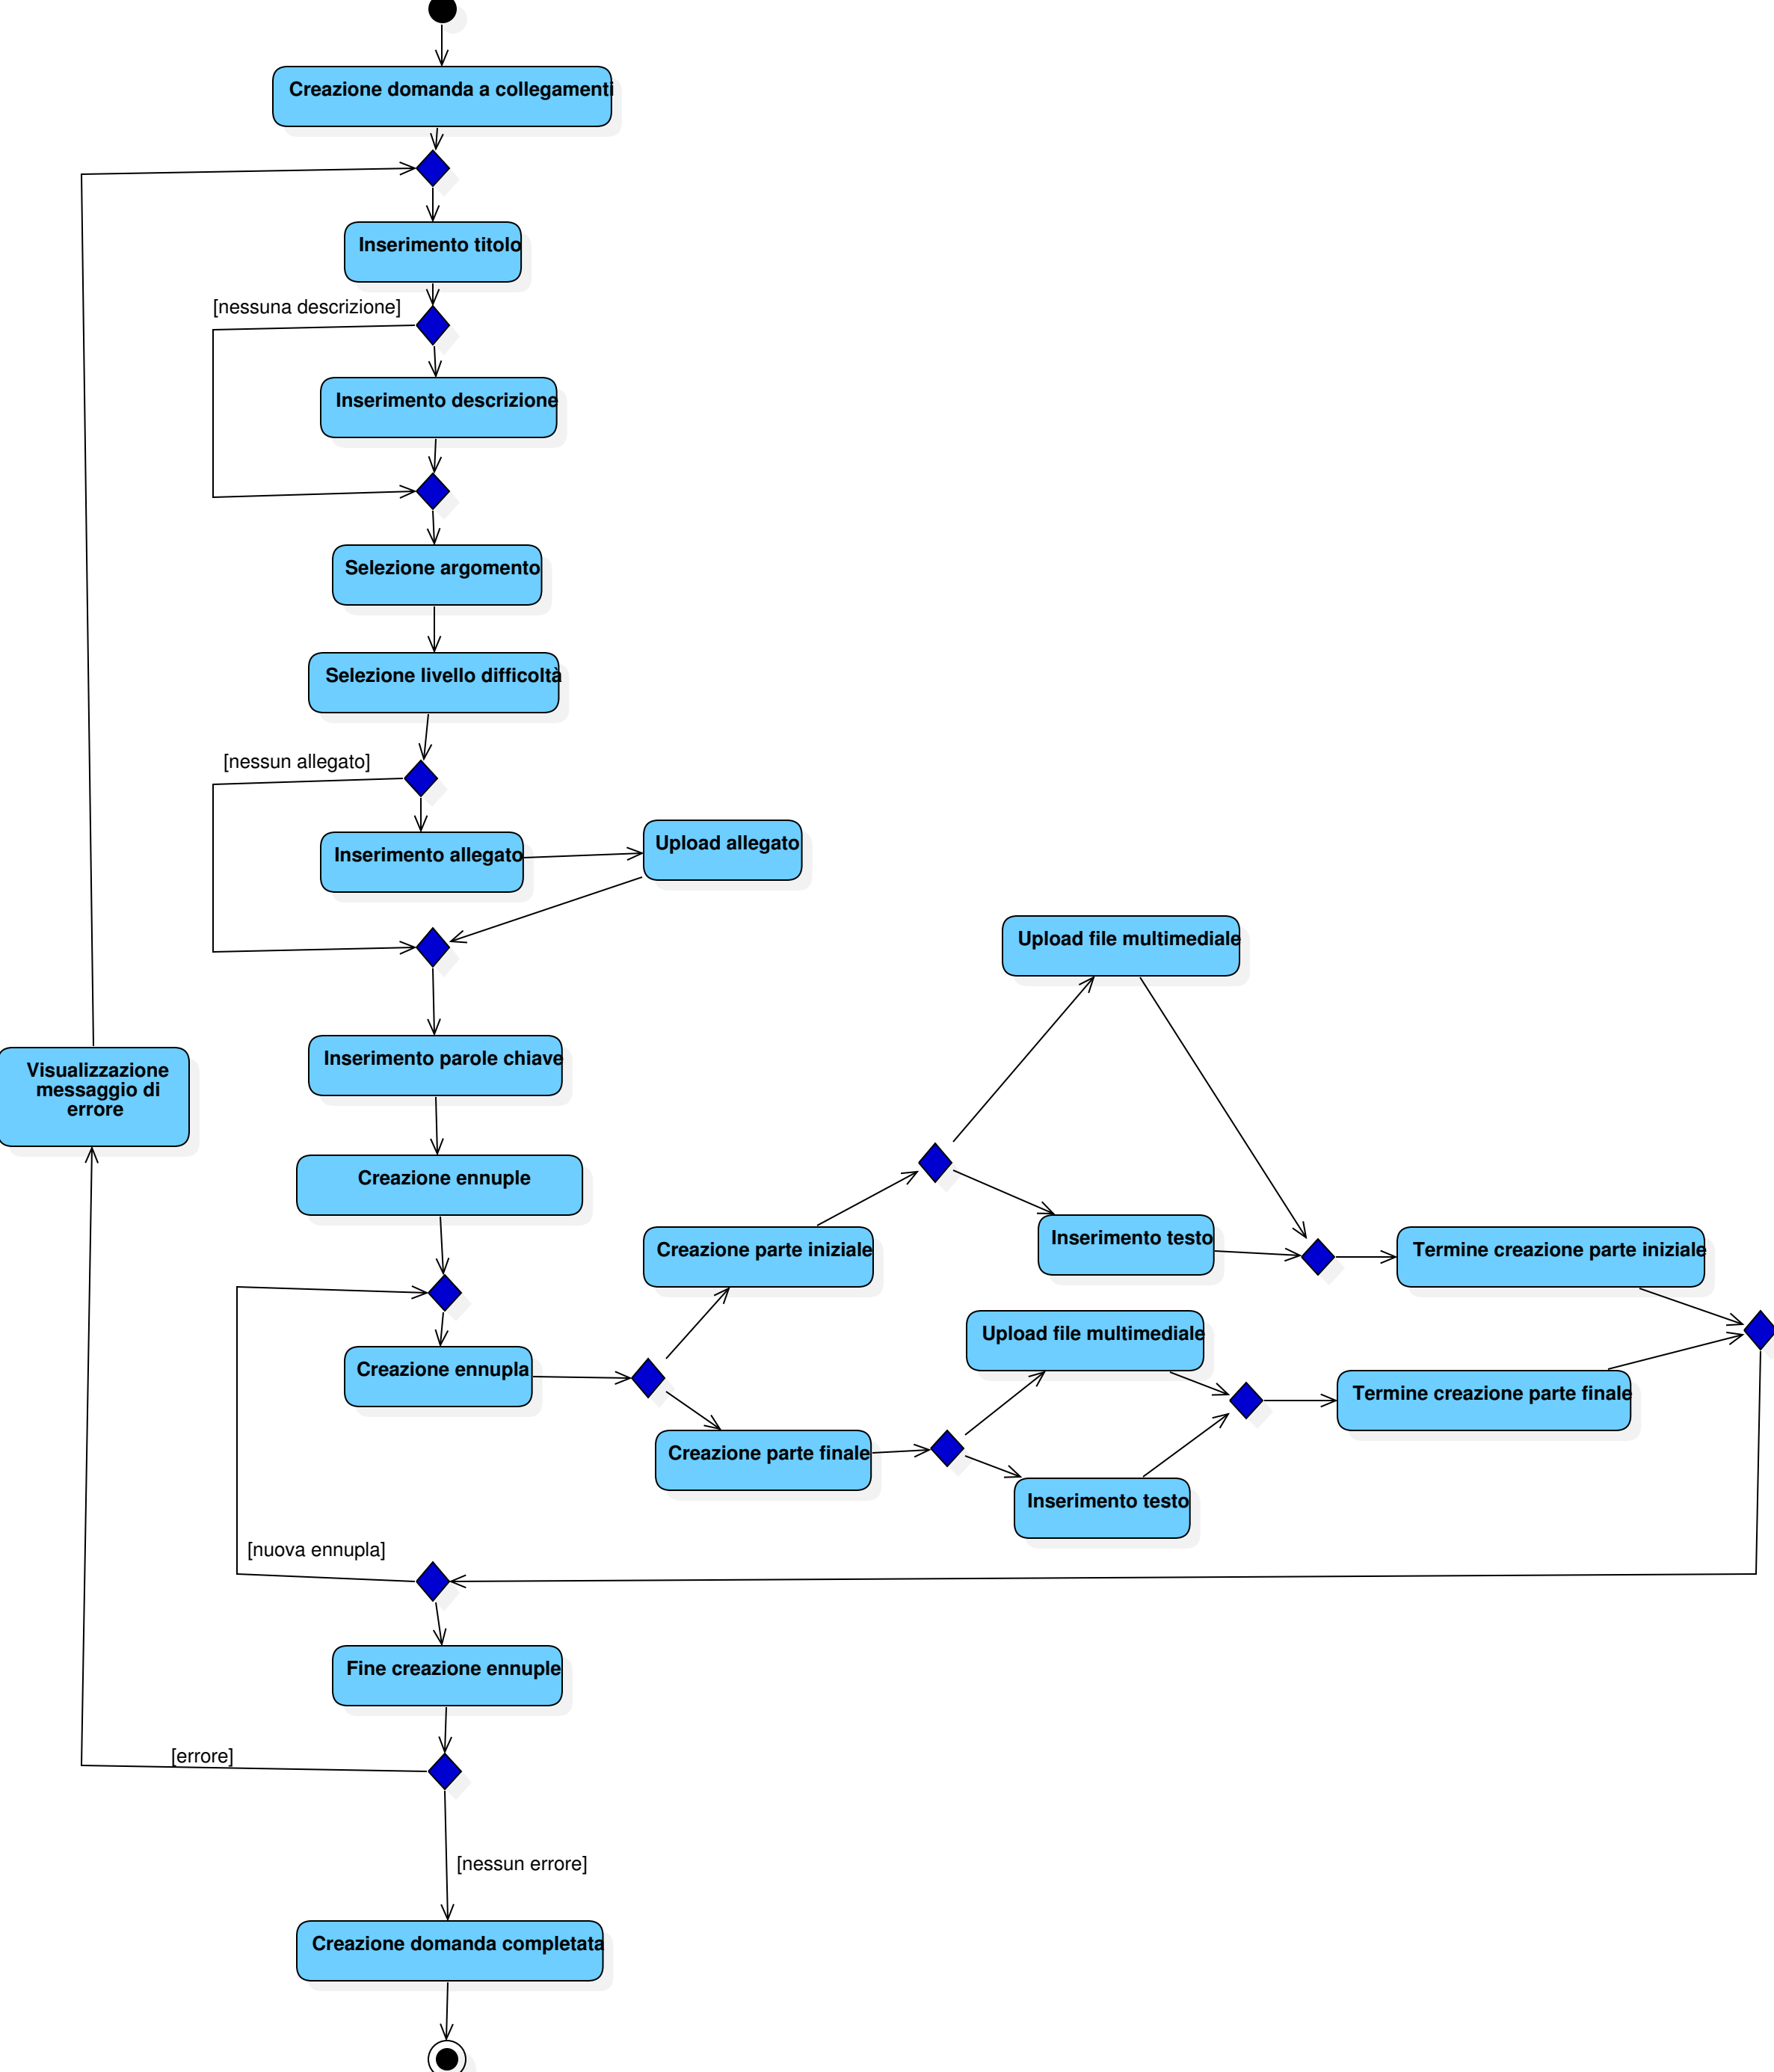 Creazione domanda a collegamenti
Inserimento titolo
[nessuna descrizione]
Inserimento descrizione
Selezione argomento
Selezione livello difficoltà
[nessun allegato]
Inserimento allegato
Upload allegato
Upload file multimediale
Visualizzazione
messaggio di
errore
Inserimento parole chiave
Creazione ennuple
Creazione parte iniziale
Inserimento testo
Termine creazione parte iniziale
Creazione ennupla
Upload file multimediale
Termine creazione parte finale
Creazione parte finale
Inserimento testo
[nuova ennupla]
Fine creazione ennuple
[errore]
[nessun errore]
Creazione domanda completata